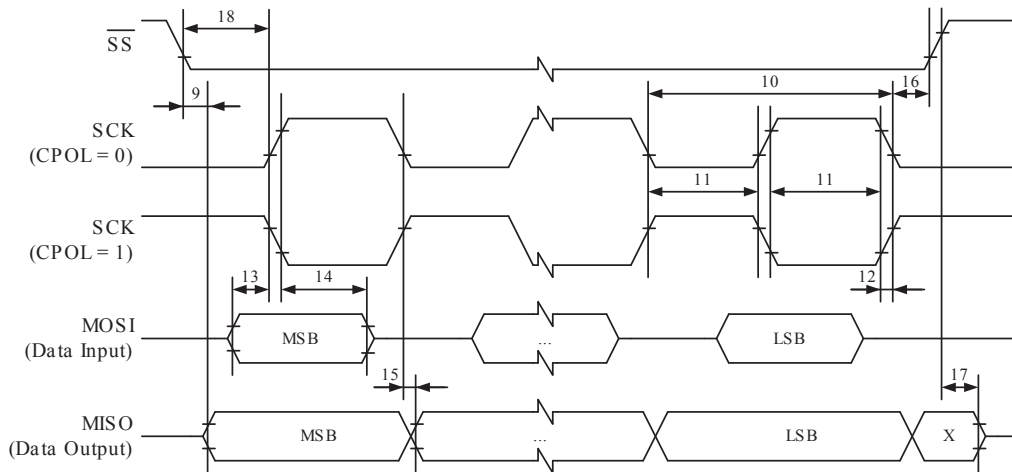 18
SS
9
10
16
SCK
(CPOL = 0)
11
11
SCK
(CPOL = 1)
13
14
12
MOSI
(Data Input)
MSB
...
LSB
15
17
MISO
(Data Output)
MSB
...
LSB
X